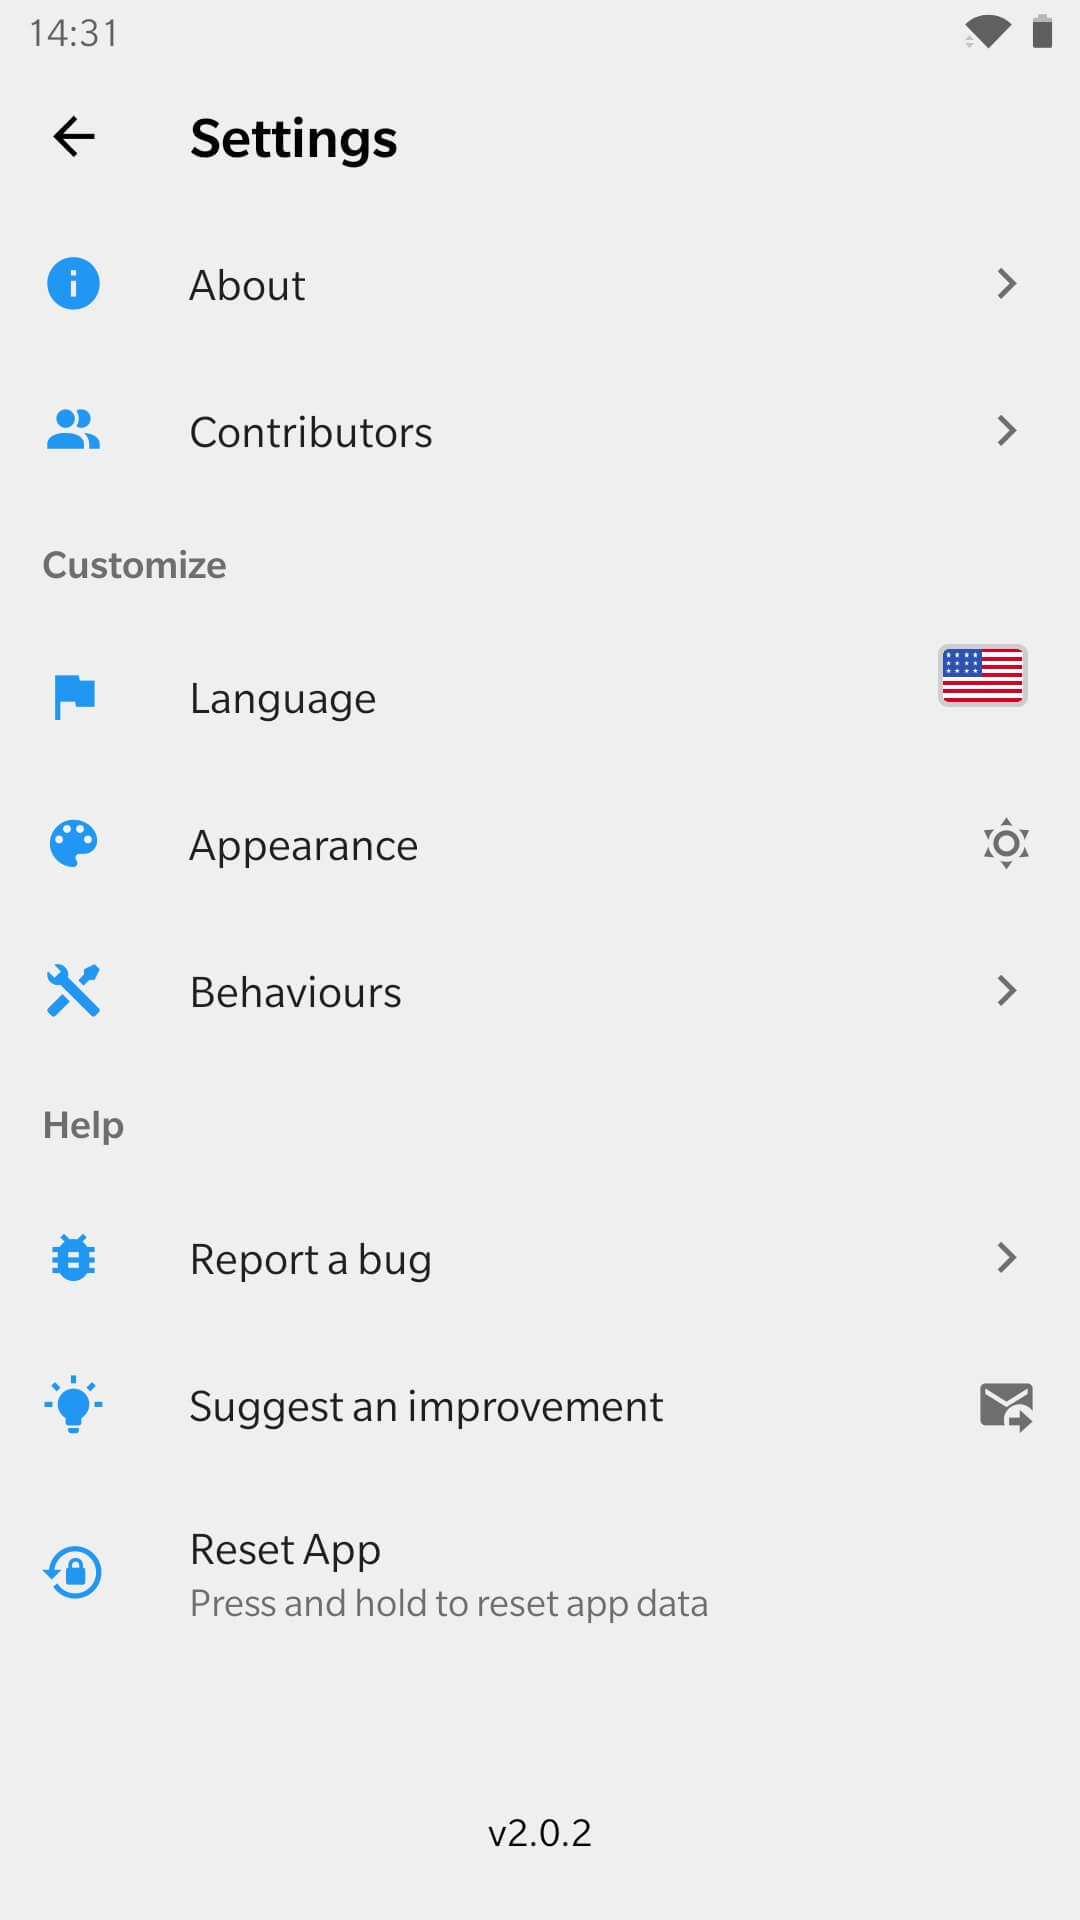 14:31
Settings
About
Contributors
Customize
Language
Appearance
Behaviours
Help
Report a bug
Suggest an improvement
Reset App
Press and hold to reset app data
v2.0.2